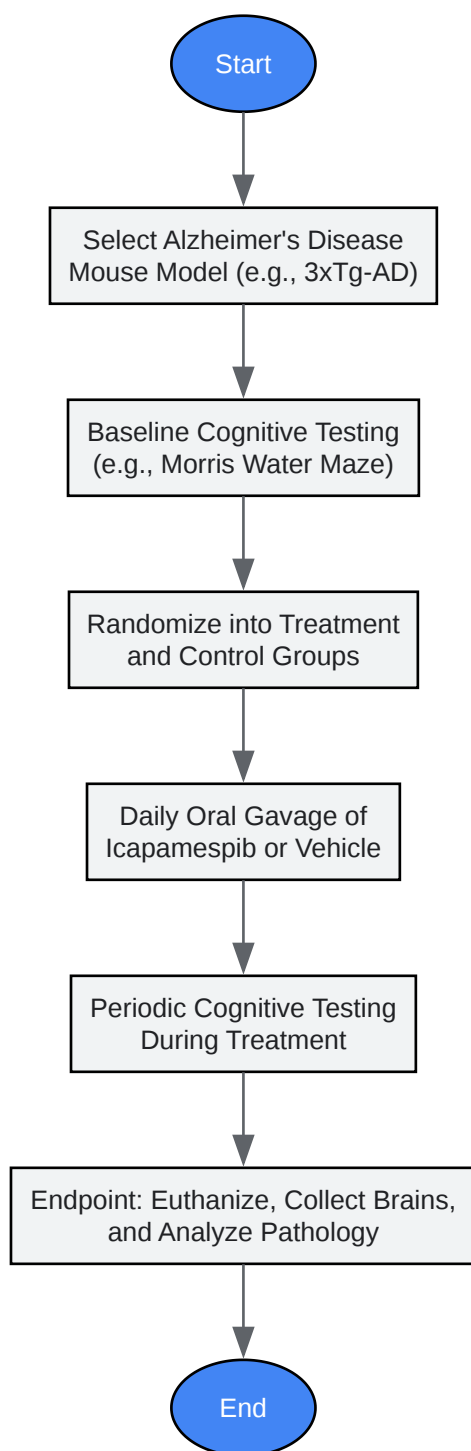 Start
Select Alzheimer's Disease
Mouse Model (e.g., 3xTg-AD)
Baseline Cognitive Testing
(e.g., Morris Water Maze)
Randomize into Treatment
and Control Groups
Daily Oral Gavage of
Icapamespib or Vehicle
Periodic Cognitive Testing
During Treatment
Endpoint: Euthanize, Collect Brains,
and Analyze Pathology
End